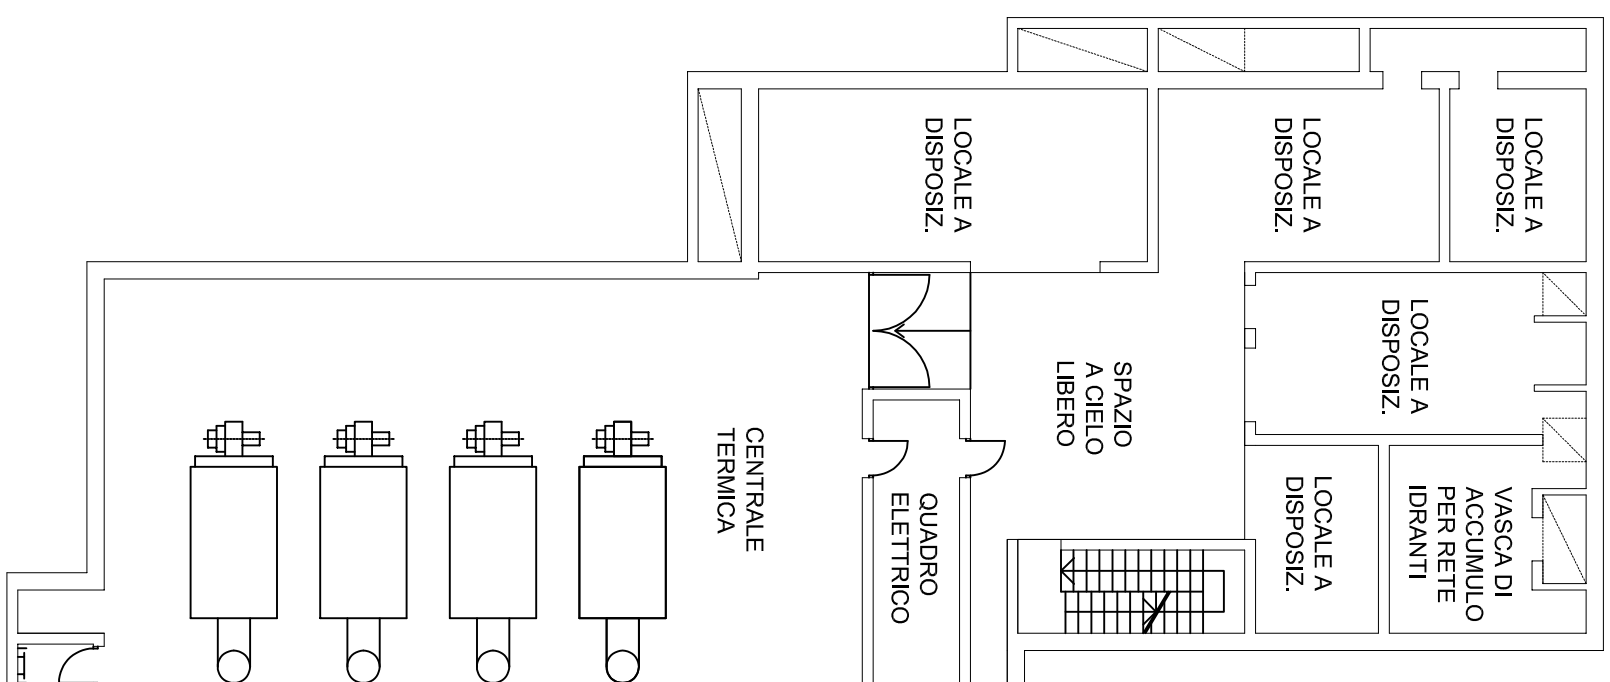 LOCALE A
DISPOSIZ.
LOCALE A
DISPOSIZ.
LOCALE A
DISPOSIZ.
LOCALE A
DISPOSIZ.
SPAZIO
A CIELO
LIBERO
CENTRALE
TERMICA
QUADRO
ELETTRICO
LOCALE A
DISPOSIZ.
VASCA DI
ACCUMULO
PER RETE
IDRANTI